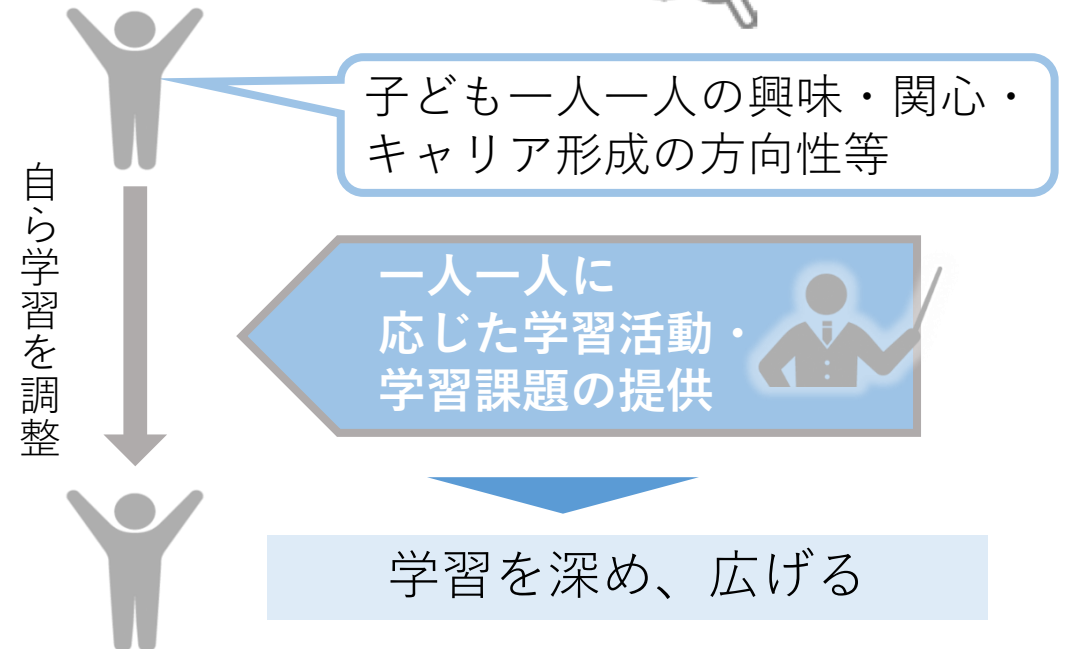 子ども一人一人の興味・関心・
キャリア形成の方向性等
自ら学習を調整
一人一人に
応じた学習活動・
学習課題の提供
学習を深め、広げる